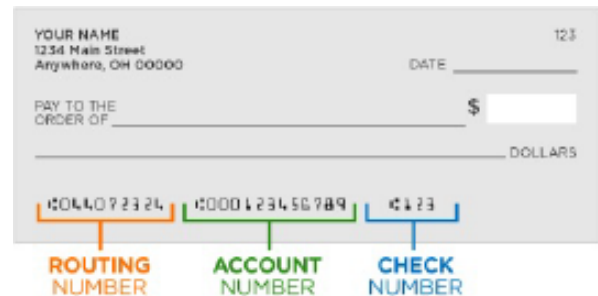 YOUR NAME 123
1234 Main Street
Anywhere, OH 00000
DATE
PAY TO THE
ORDER OF $
DOLLARS
⑆044072324 ⑆000123456789 ⑆123
ROUTING ACCOUNT CHECK
NUMBER NUMBER NUMBER